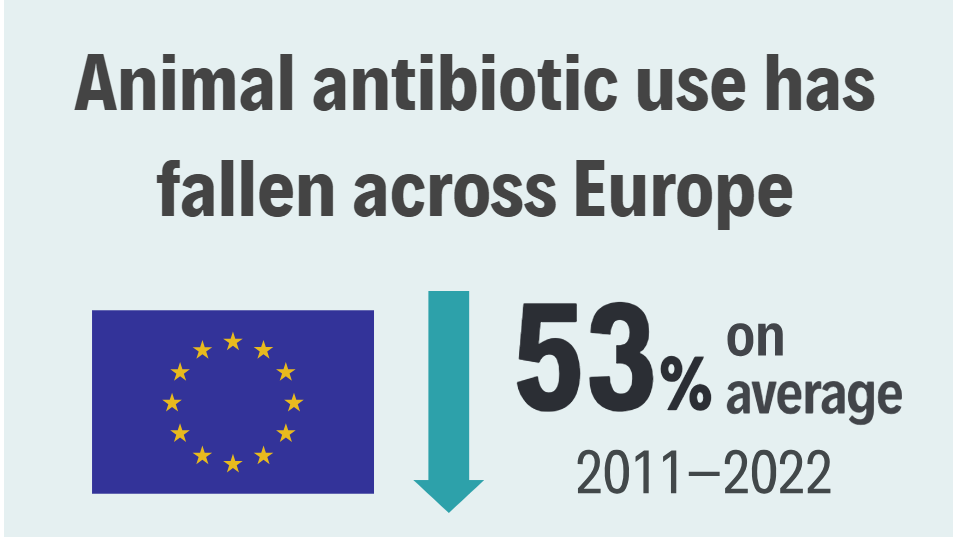 Animal antibiotic use has
fallen across Europe
53% on
average
2011–2022